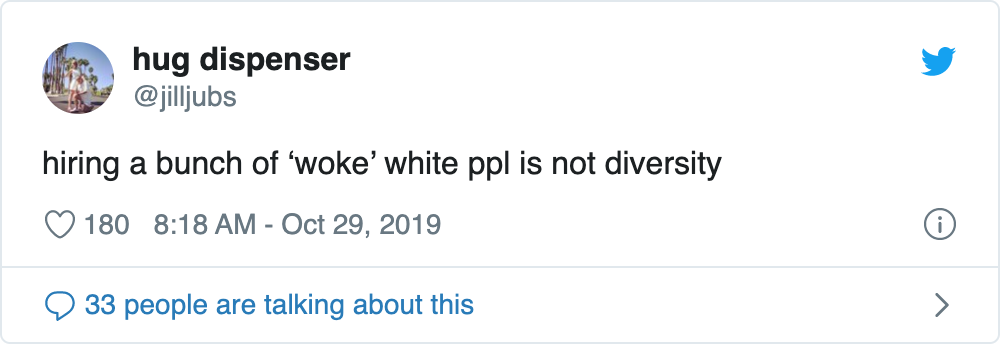 hug dispenser
@jilljubs
hiring a bunch of ‘woke’ white ppl is not diversity
180 8:18 AM - Oct 29, 2019
33 people are talking about this